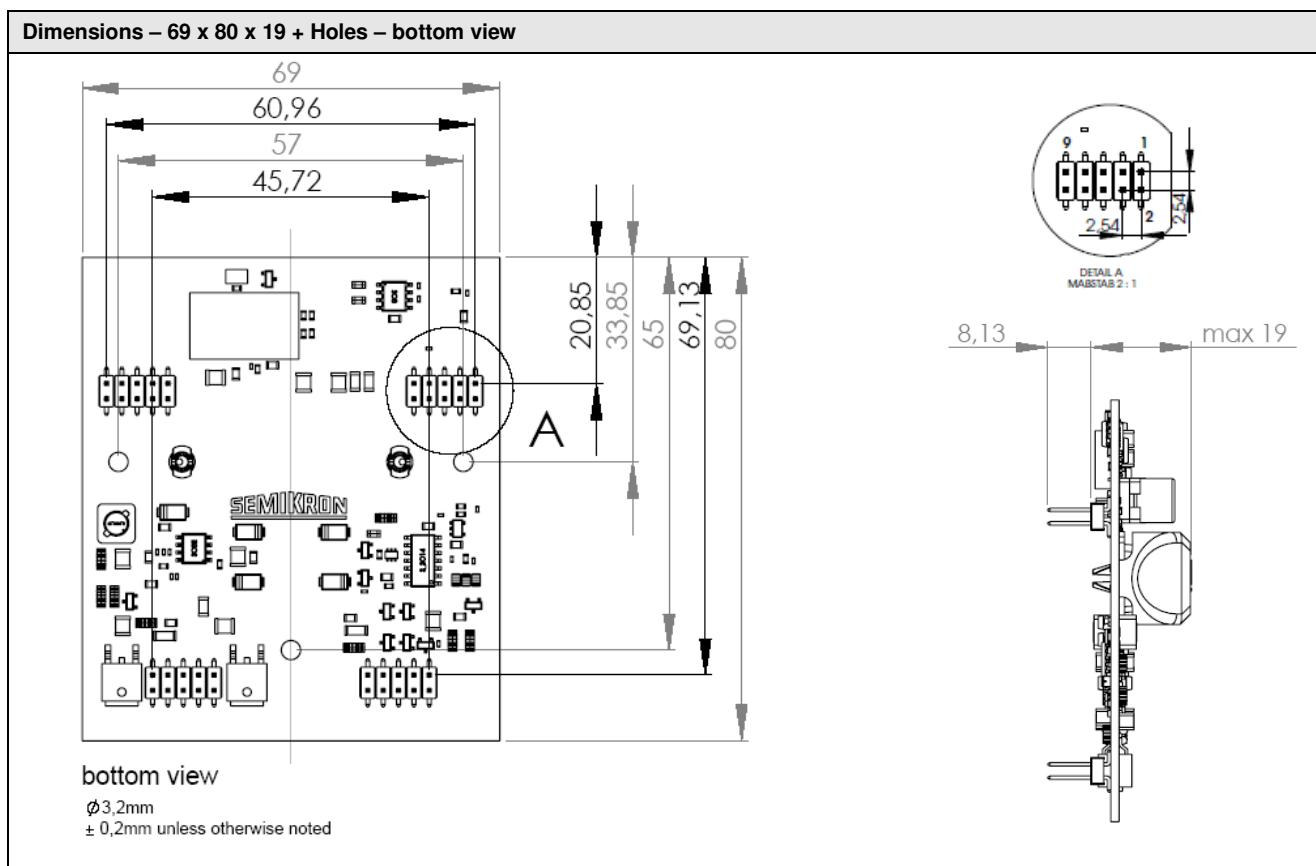 Dimensions – 69 x 80 x 19 + Holes – bottom view
69
60,96
57
45,72
20,85
33,85
65
69,13
80
A
SEMIKRON
9
1
2
2,54
2,54
DETAIL A
MAßSTAB 2 : 1
8,13
max 19
bottom view
Ø3,2mm
± 0,2mm unless otherwise noted